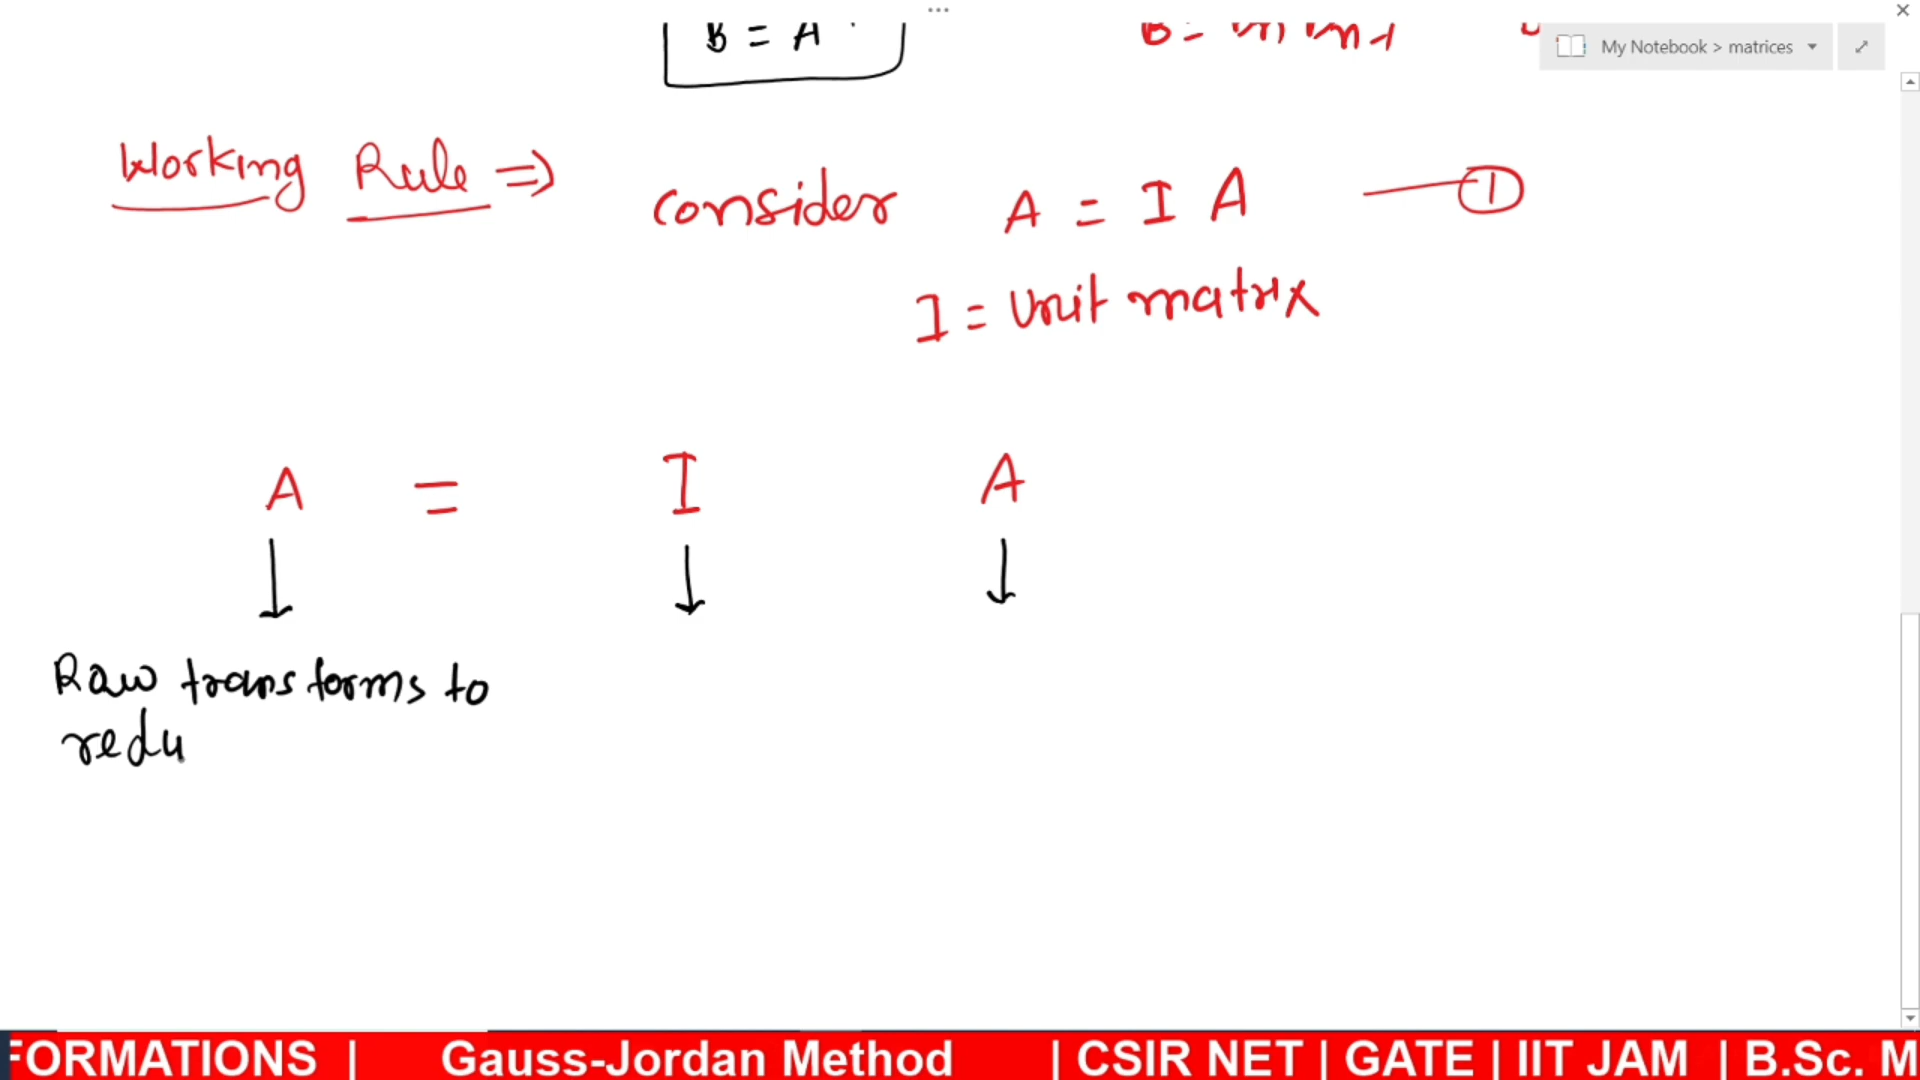 B = A
My Notebook > matrices
Working Rule ⇒ consider A = I A — ①
I = Unit matrix
A = I A
↓ ↓ ↓
Raw transforms to
redu
FORMATIONS | Gauss-Jordan Method | CSIR NET | GATE | IIT JAM | B.Sc. M